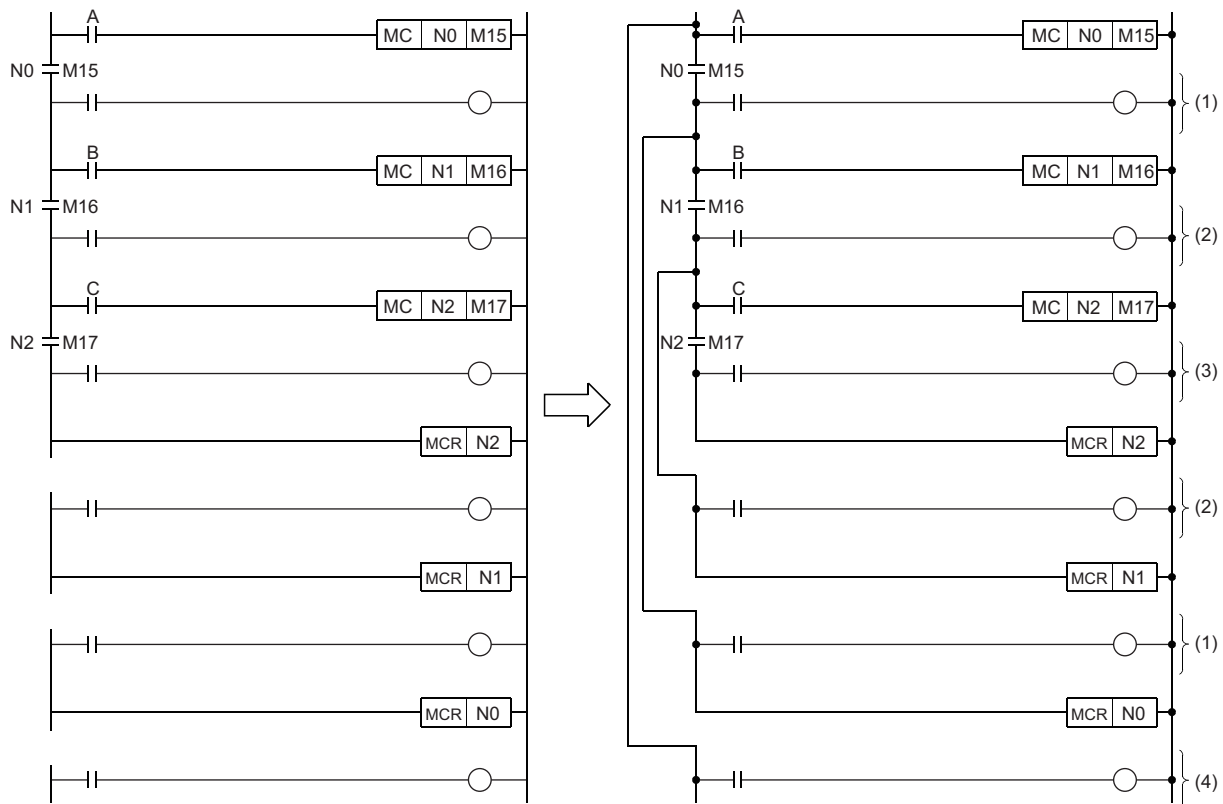 A
MC N0 M15
N0 M15
B
MC N1 M16
N1 M16
C
MC N2 M17
N2 M17
MCR N2
MCR N1
MCR N0
A
MC N0 M15
N0 M15
(1)
B
MC N1 M16
N1 M16
(2)
C
MC N2 M17
N2 M17
(3)
MCR N2
(2)
MCR N1
(1)
MCR N0
(4)